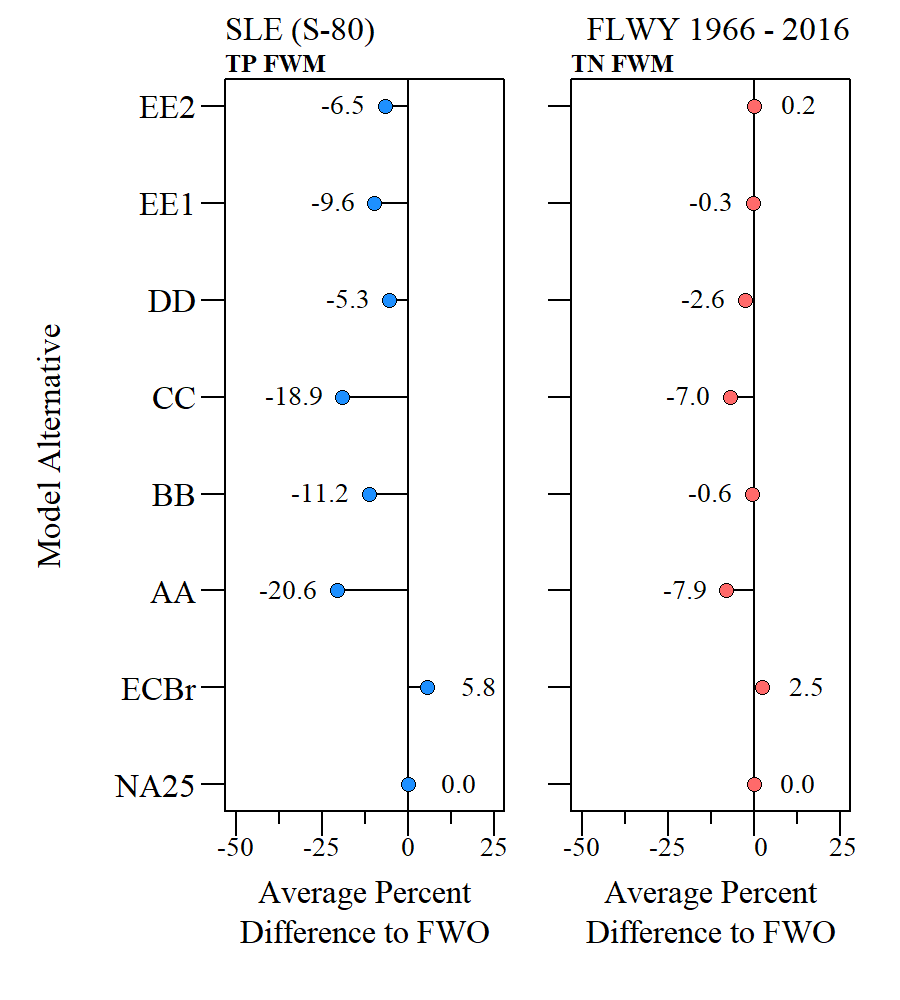 SLE (S-80) FLWY 1966 - 2016
TP FWM TN FWM
Model Alternative
EE2 -6.5 0.2
EE1 -9.6 -0.3
DD -5.3 -2.6
CC -18.9 -7.0
BB -11.2 -0.6
AA -20.6 -7.9
ECBr 5.8 2.5
NA25 0.0 0.0
-50 -25 0 25 -50 -25 0 25
Average Percent Average Percent
Difference to FWO Difference to FWO